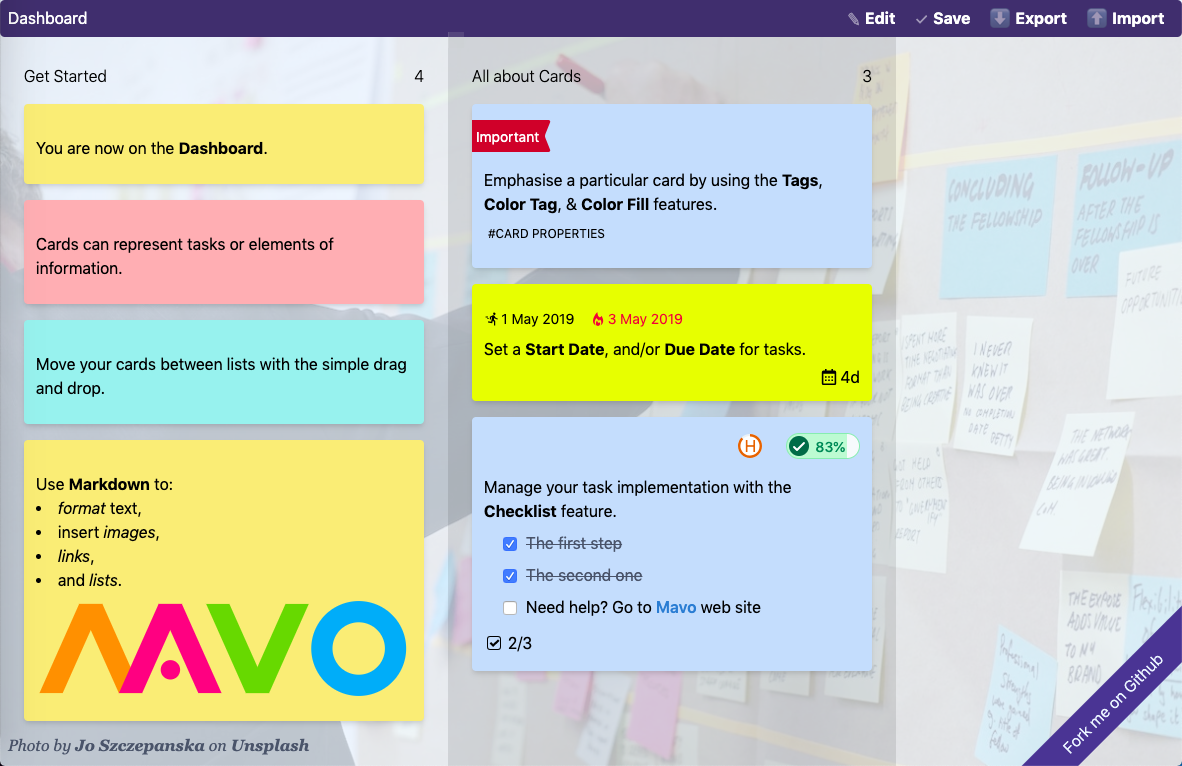 Dashboard
Edit
Save
Export
Import
Get Started
4
You are now on the Dashboard.
Cards can represent tasks or elements of
information.
Move your cards between lists with the simple drag
and drop.
Use Markdown to:
• format text,
• insert images,
• links,
• and lists.
MAVO
Photo by Jo Szczepanska on Unsplash
All about Cards
3
Important
Emphasise a particular card by using the Tags,
Color Tag, & Color Fill features.
#CARD PROPERTIES
1 May 2019
3 May 2019
Set a Start Date, and/or Due Date for tasks.
4d
H
83%
Manage your task implementation with the
Checklist feature.
The first step
The second one
Need help? Go to Mavo web site
2/3
CONCLUDING
THE FELLOWSHIP
FOLLOW-UP
AFTER THE
FELLOWSHIP IS
OVER
FUTURE
I NEVER
KNEW IT
WAS OVER
NO COMPLETION
DATE
THE NETWORK
WAS GREAT
THE EXPOSE
ADDS VALUE
TO MY
BRAND
Fork me on Github